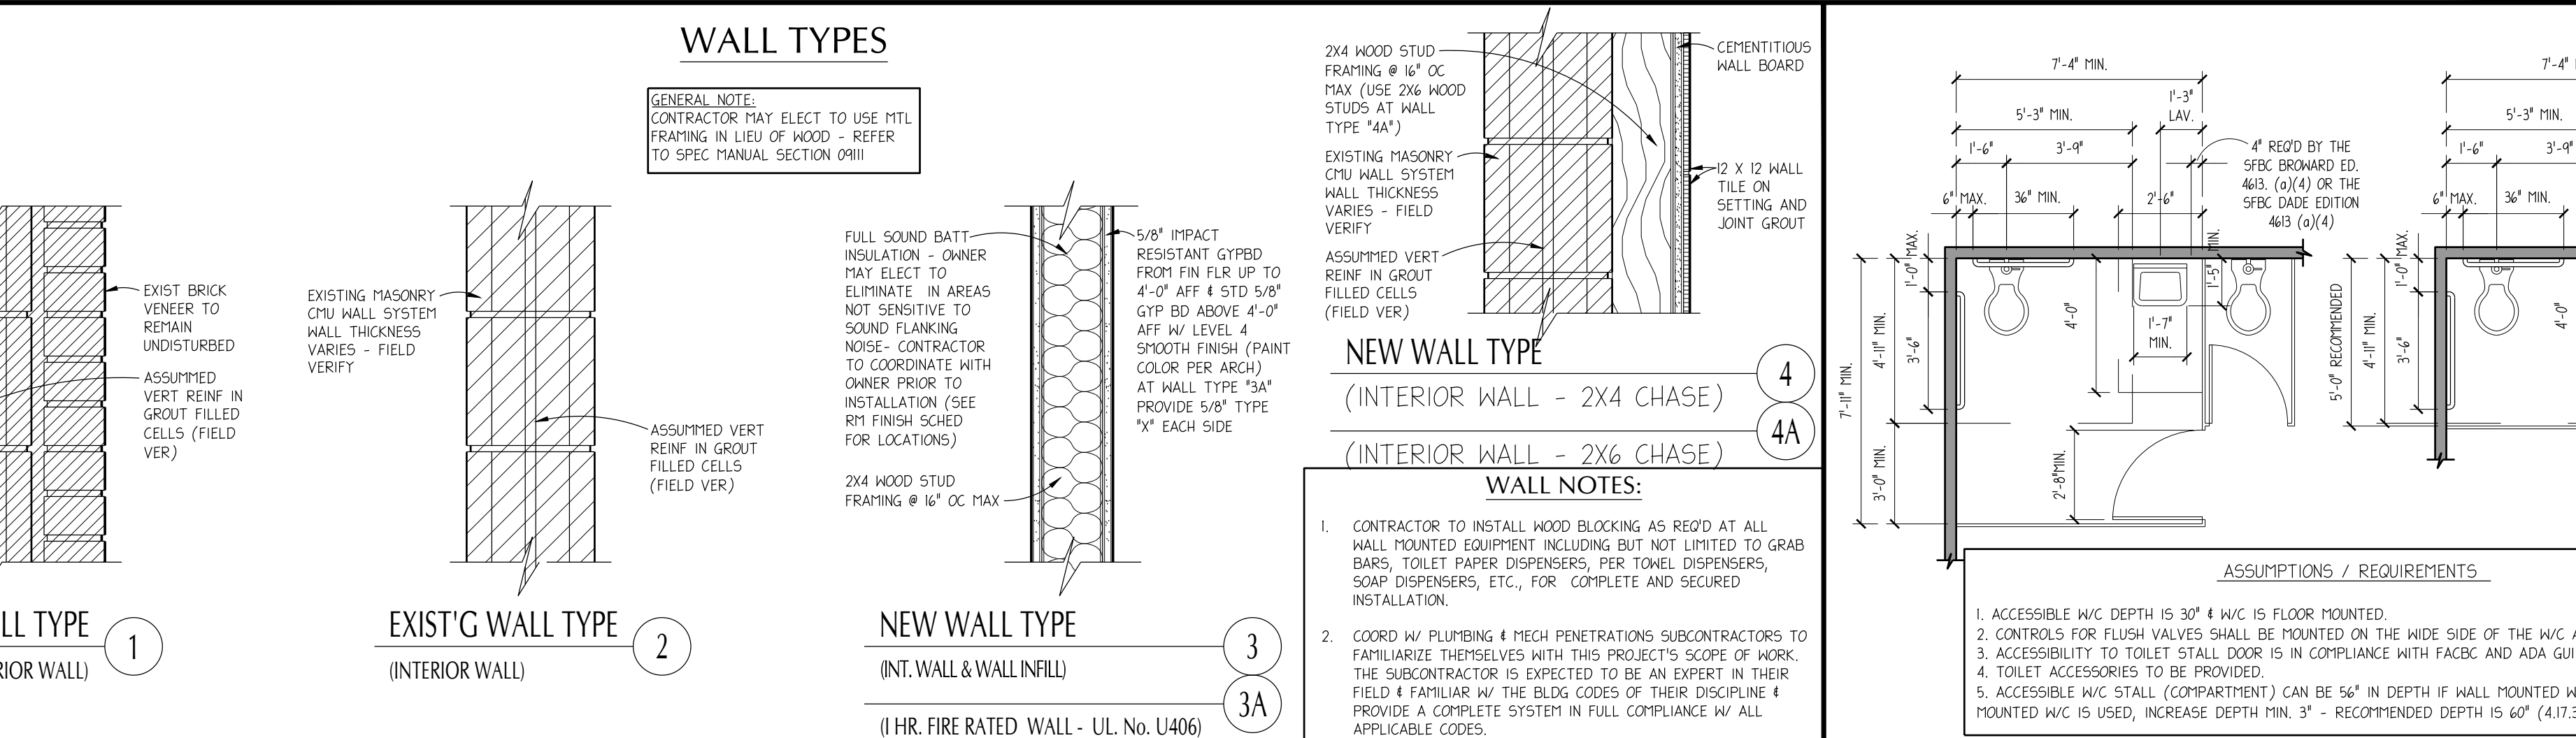 WALL TYPES
GENERAL NOTE:
CONTRACTOR MAY ELECT TO USE MTL
FRAMING IN LIEU OF WOOD - REFER
TO SPEC MANUAL SECTION 09111
EXIST BRICK
VENEER TO
REMAIN
UNDISTURBED
ASSUMMED
VERT REINF IN
GROUT FILLED
CELLS (FIELD
VER)
LL TYPE
1
RIOR WALL)
EXISTING MASONRY
CMU WALL SYSTEM
WALL THICKNESS
VARIES - FIELD
VERIFY
ASSUMMED VERT
REINF IN GROUT
FILLED CELLS
(FIELD VER)
EXIST'G WALL TYPE
2
(INTERIOR WALL)
FULL SOUND BATT
INSULATION - OWNER
MAY ELECT TO
ELIMINATE IN AREAS
NOT SENSITIVE TO
SOUND FLANKING
NOISE- CONTRACTOR
TO COORDINATE WITH
OWNER PRIOR TO
INSTALLATION (SEE
RM FINISH SCHED
FOR LOCATIONS)
2X4 WOOD STUD
FRAMING @ 16" OC MAX
5/8" IMPACT
RESISTANT GYPBD
FROM FIN FLR UP TO
4'-0" AFF & STD 5/8"
GYP BD ABOVE 4'-0"
AFF W/ LEVEL 4
SMOOTH FINISH (PAINT
COLOR PER ARCH)
AT WALL TYPE "3A"
PROVIDE 5/8" TYPE
"X" EACH SIDE
NEW WALL TYPE
3
(INT. WALL & WALL INFILL)
3A
(1 HR. FIRE RATED WALL - UL. No. U406)
2X4 WOOD STUD
FRAMING @ 16" OC
MAX (USE 2X6 WOOD
STUDS AT WALL
TYPE "4A")
EXISTING MASONRY
CMU WALL SYSTEM
WALL THICKNESS
VARIES - FIELD
VERIFY
ASSUMMED VERT
REINF IN GROUT
FILLED CELLS
(FIELD VER)
CEMENTITIOUS
WALL BOARD
12 X 12 WALL
TILE ON
SETTING AND
JOINT GROUT
NEW WALL TYPE
4
(INTERIOR WALL - 2X4 CHASE)
4A
(INTERIOR WALL - 2X6 CHASE)
WALL NOTES:
1. CONTRACTOR TO INSTALL WOOD BLOCKING AS REQ'D AT ALL
WALL MOUNTED EQUIPMENT INCLUDING BUT NOT LIMITED TO GRAB
BARS, TOILET PAPER DISPENSERS, PER TOWEL DISPENSERS,
SOAP DISPENSERS, ETC., FOR COMPLETE AND SECURED
INSTALLATION.
2. COORD W/ PLUMBING & MECH PENETRATIONS SUBCONTRACTORS TO
FAMILIARIZE THEMSELVES WITH THIS PROJECT'S SCOPE OF WORK.
THE SUBCONTRACTOR IS EXPECTED TO BE AN EXPERT IN THEIR
FIELD & FAMILIAR W/ THE BLDG CODES OF THEIR DISCIPLINE &
PROVIDE A COMPLETE SYSTEM IN FULL COMPLIANCE W/ ALL
APPLICABLE CODES.
7'-4" MIN.
5'-3" MIN.
1'-3"
LAV.
1'-6"
3'-9"
6" MAX.
36" MIN.
2'-6"
4" REQ'D BY THE
SFBC BROWARD ED.
4613. (a)(4) OR THE
SFBC DADE EDITION
4613 (a)(4)
7'-11" MIN.
4'-11" MIN.
3'-0" MIN.
1'-0" MAX.
3'-6"
4'-0"
1'-7"
MIN.
1'-5" MIN.
2'-8"MIN.
7'-4"
5'-3" MIN.
1'-6"
3'-9"
6" MAX.
36" MIN.
5'-0" RECOMMENDED
4'-11" MIN.
1'-0" MAX.
3'-6"
4'-0"
ASSUMPTIONS / REQUIREMENTS
1. ACCESSIBLE W/C DEPTH IS 30" & W/C IS FLOOR MOUNTED.
2. CONTROLS FOR FLUSH VALVES SHALL BE MOUNTED ON THE WIDE SIDE OF THE W/C
3. ACCESSIBILITY TO TOILET STALL DOOR IS IN COMPLIANCE WITH FACBC AND ADA GUI
4. TOILET ACCESSORIES TO BE PROVIDED.
5. ACCESSIBLE W/C STALL (COMPARTMENT) CAN BE 56" IN DEPTH IF WALL MOUNTED W
MOUNTED W/C IS USED, INCREASE DEPTH MIN. 3" - RECOMMENDED DEPTH IS 60" (4.17.3